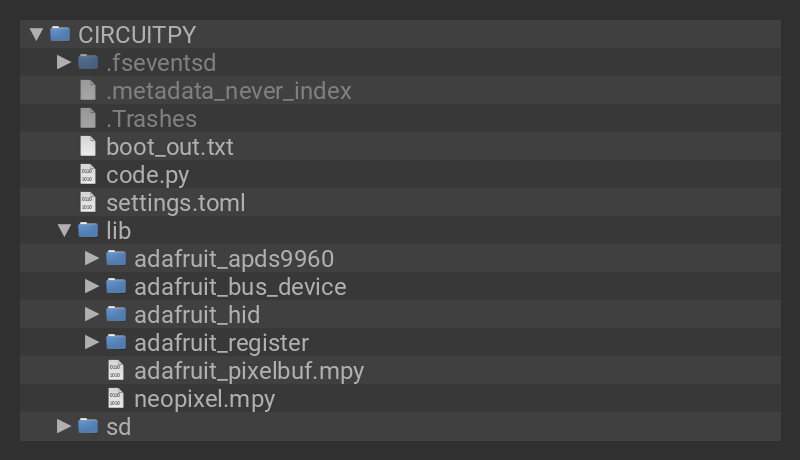 CIRCUITPY
.fseventsd
.metadata_never_index
.Trashes
boot_out.txt
code.py
settings.toml
lib
adafruit_apds9960
adafruit_bus_device
adafruit_hid
adafruit_register
adafruit_pixelbuf.mpy
neopixel.mpy
sd